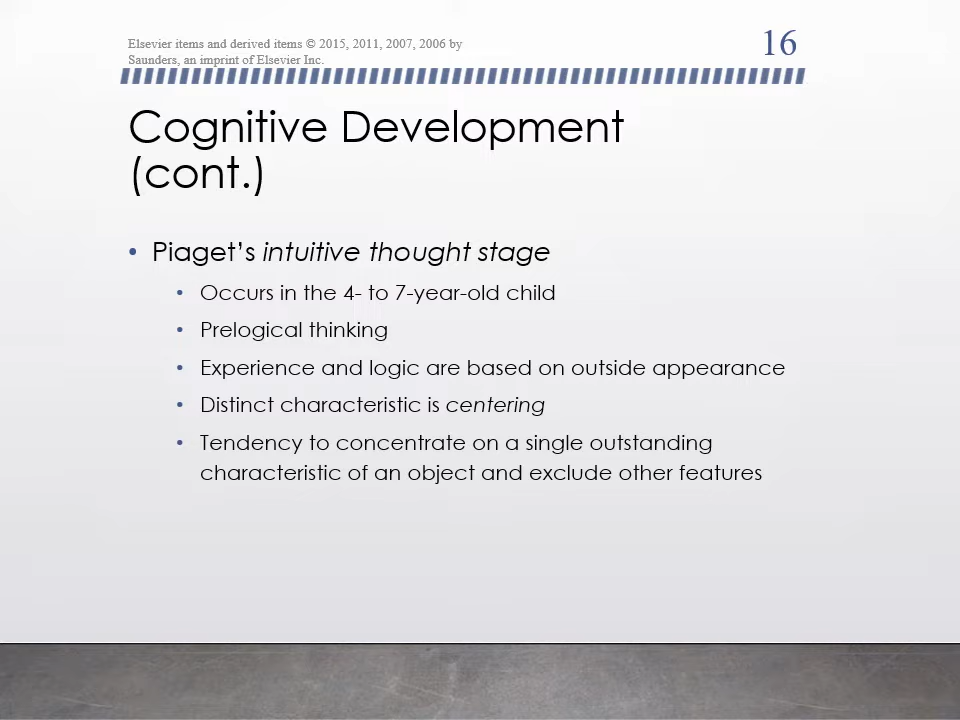 Elsevier items and derived items © 2015, 2011, 2007, 2006 by
Saunders, an imprint of Elsevier Inc.
16
Cognitive Development
(cont.)
• Piaget’s intuitive thought stage
• Occurs in the 4- to 7-year-old child
• Prelogical thinking
• Experience and logic are based on outside appearance
• Distinct characteristic is centering
• Tendency to concentrate on a single outstanding
characteristic of an object and exclude other features